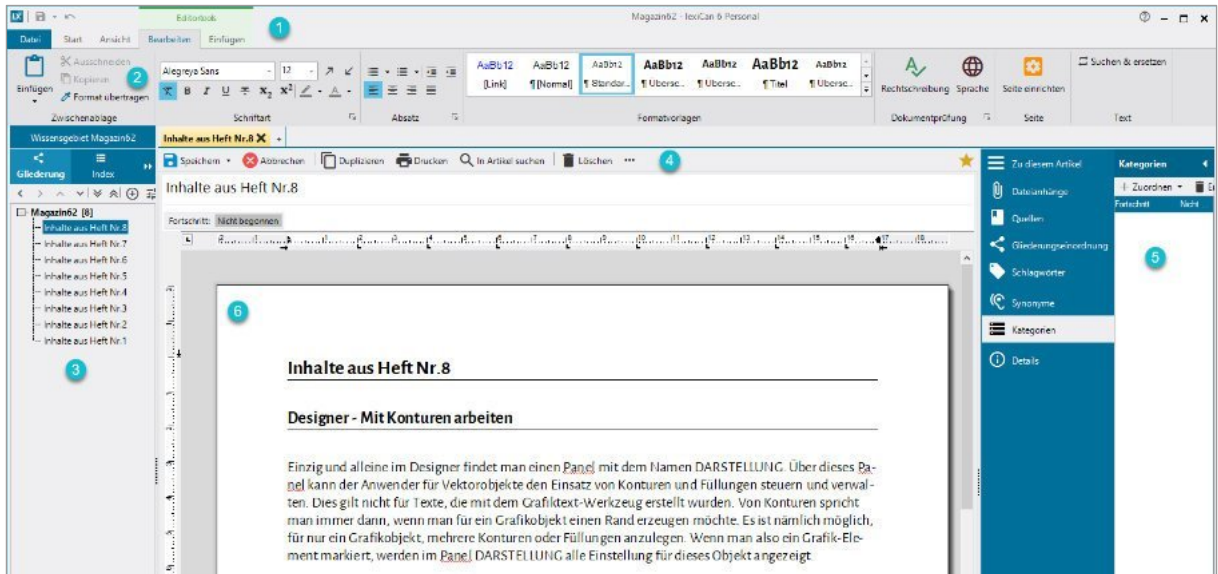 Editortools
Magazin62 - lexiCan 6 Personal
1
Datei Start Ansicht Bearbeiten Einfügen
Ausschneiden
2
Kopieren
Einfügen
Format übertragen
Zwischenablage
Alegreya Sans 12
B I U X₂ X² A
Schriftart
Absatz
AaBb12 AaBb12 AaBb12 AaBb12 AaBb12 AaBb12 AaBb12
[Link] ¶ [Normal] ¶ Standar... ¶ Überse... ¶ Überse... ¶ Titel ¶ Überse...
Formatvorlagen
Rechtschreibung Sprache
Dokumentprüfung
Seite einrichten
Seite
Suchen & ersetzen
Text
Wissensgebiet Magazin62
Inhalte aus Heft Nr.8
Gliederung Index
Speichern Abbrechen Duplizieren Drucken In Artikel suchen Löschen
4
Inhalte aus Heft Nr.8
Fortschritt: Nicht begonnen
Magazin62 [8]
Inhalte aus Heft Nr.8
Inhalte aus Heft Nr.7
Inhalte aus Heft Nr.6
Inhalte aus Heft Nr.5
Inhalte aus Heft Nr.4
Inhalte aus Heft Nr.3
Inhalte aus Heft Nr.2
Inhalte aus Heft Nr.1
3
6
Inhalte aus Heft Nr.8
Designer - Mit Konturen arbeiten
Einzig und alleine im Designer findet man einen Panel mit dem Namen DARSTELLUNG. Über dieses Pa-
nel kann der Anwender für Vektorobjekte den Einsatz von Konturen und Füllungen steuern und verwal-
ten. Dies gilt nicht für Texte, die mit dem Grafiktext-Werkzeug erstellt wurden. Von Konturen spricht
man immer dann, wenn man für ein Grafikobjekt einen Rand erzeugen möchte. Es ist nämlich möglich,
für nur ein Grafikobjekt, mehrere Konturen oder Füllungen anzulegen. Wenn man also ein Grafik-Ele-
ment markiert, werden im Panel DARSTELLUNG alle Einstellung für dieses Objekt angezeigt
Zu diesem Artikel
Dateianhänge
Quellen
Gliederungseinordnung
Schlagwörter
Synonyme
Kategorien
Details
Kategorien
Zuordnen
Fortschritt Nicht
5